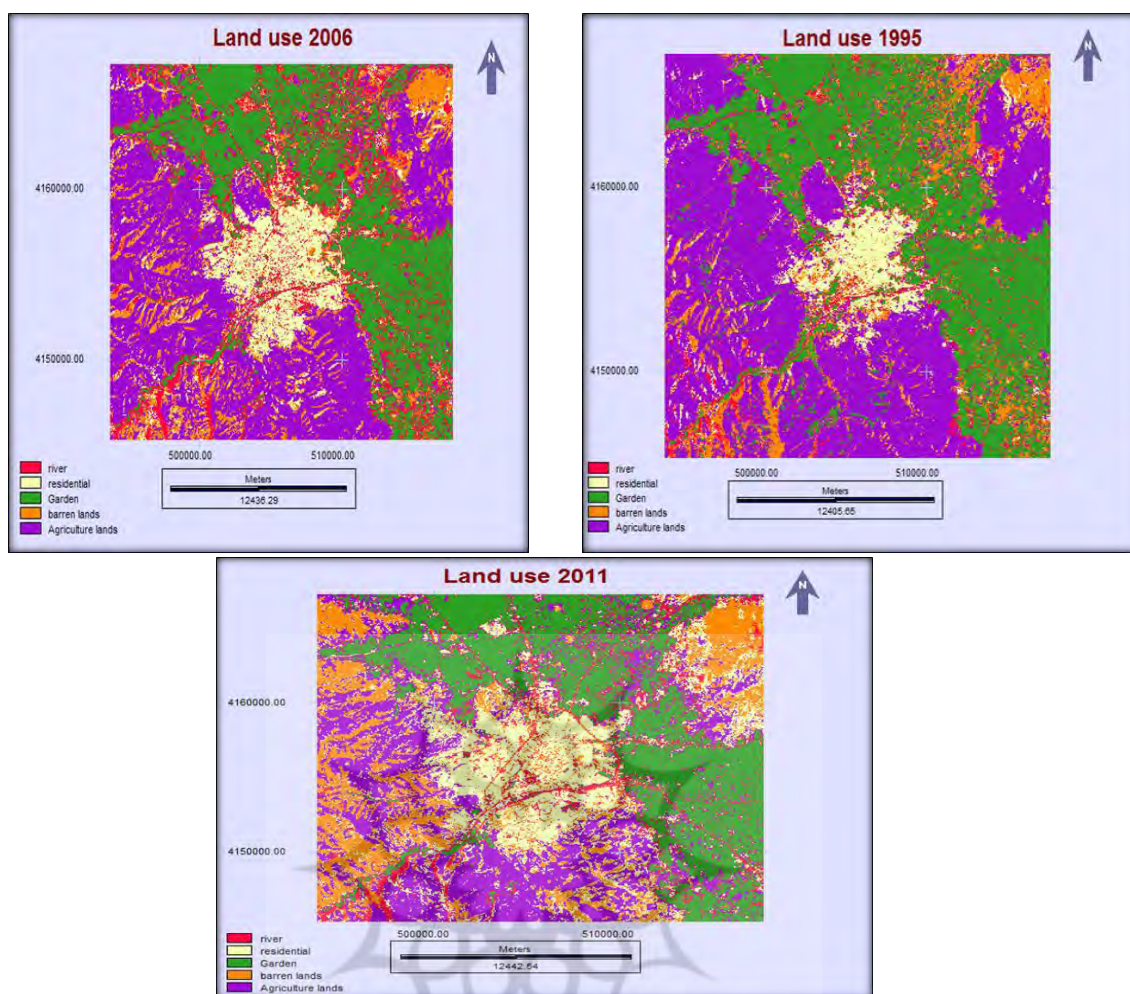 Land use 2006
N
4160000.00
4150000.00
500000.00 510000.00
river
residential
Garden
barren lands
Agriculture lands
Meters
12436.29
Land use 1995
N
4160000.00
4150000.00
500000.00 510000.00
river
residential
Garden
barren lands
Agriculture lands
Meters
12405.65
Land use 2011
N
4160000.00
4150000.00
500000.00 510000.00
river
residential
Garden
barren lands
Agriculture lands
Meters
12442.64